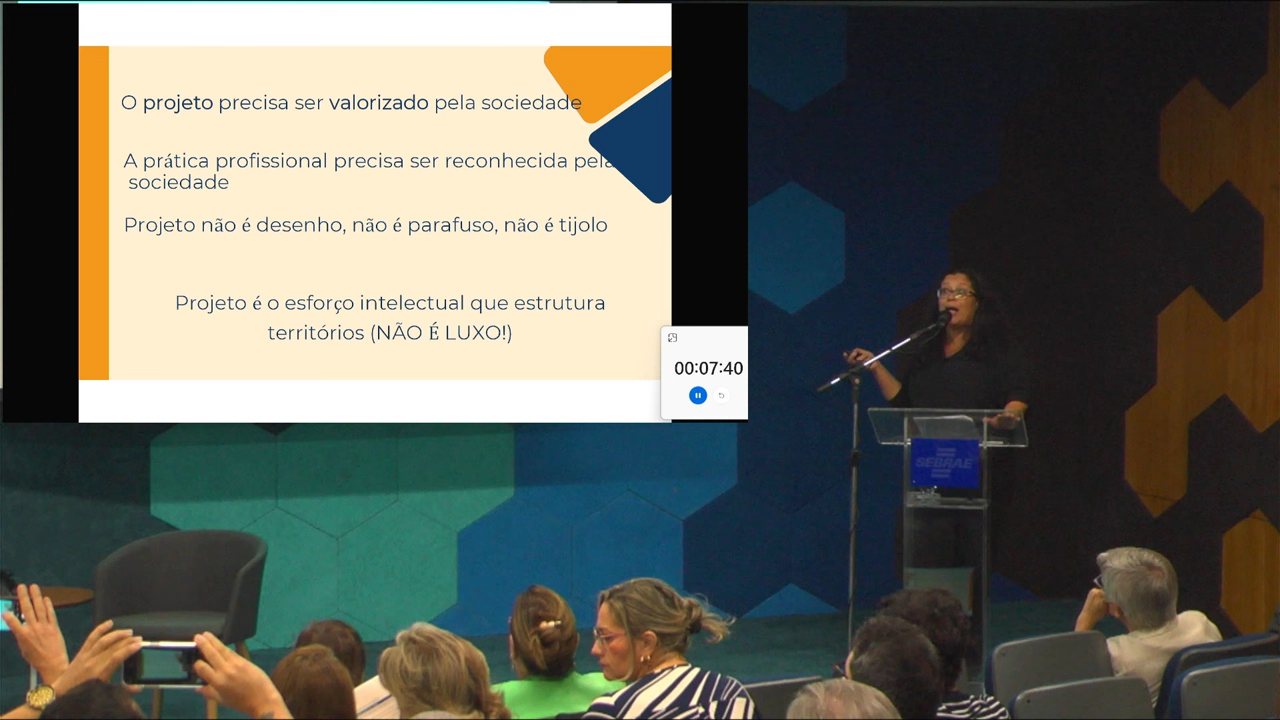 O projeto precisa ser valorizado pela sociedade
A prática profissional precisa ser reconhecida pela
sociedade
Projeto não é desenho, não é parafuso, não é tijolo
Projeto é o esforço intelectual que estrutura
territórios (NÃO É LUXO!)
00:07:40
SEBRAE